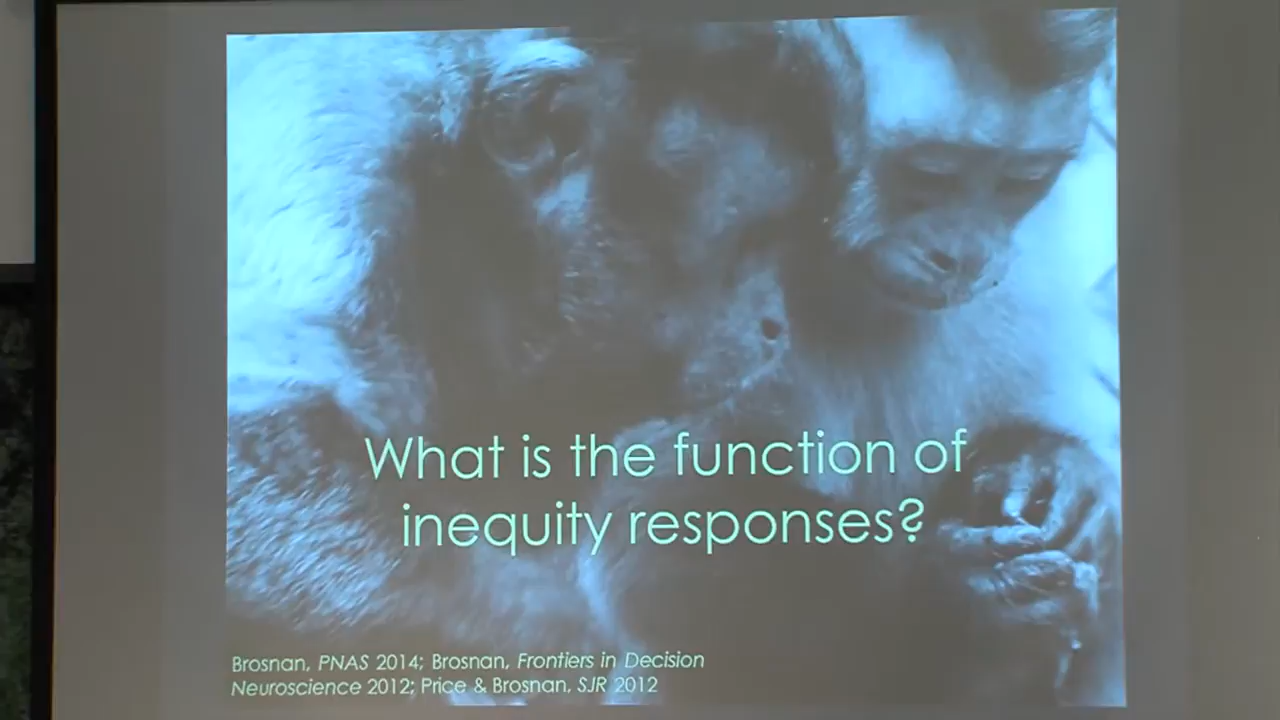 What is the function of
inequity responses?
Brosnan, PNAS 2014; Brosnan, Frontiers in Decision
Neuroscience 2012; Price & Brosnan, SJR 2012